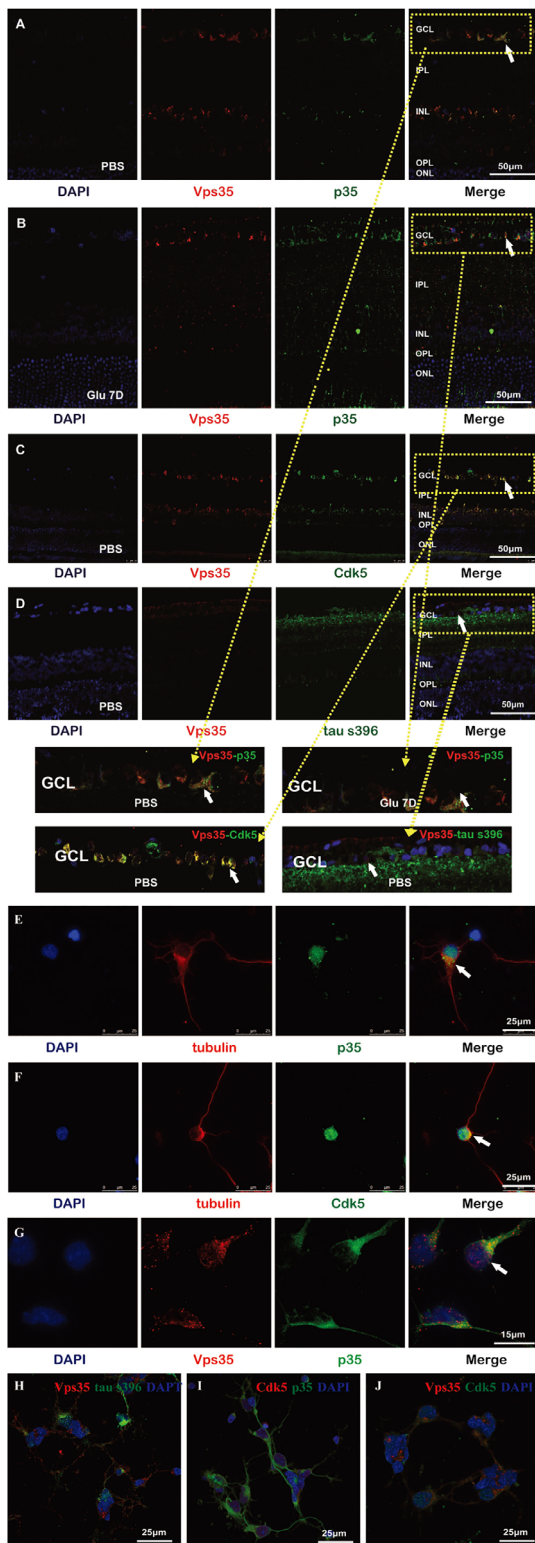 A
GCL
IPL
INL
OPL
ONL
PBS
50µm
DAPI Vps35 p35 Merge
B
GCL
IPL
INL
OPL
ONL
Glu 7D
50µm
DAPI Vps35 p35 Merge
C
GCL
IPL
INL
OPL
ONL
PBS
50µm
DAPI Vps35 Cdk5 Merge
D
GCL
IPL
INL
OPL
ONL
PBS
50µm
DAPI Vps35 tau s396 Merge
Vps35-p35
GCL
PBS
Vps35-p35
GCL
Glu 7D
Vps35-Cdk5
GCL
PBS
Vps35-tau s396
GCL
PBS
E
25µm
DAPI tubulin p35 Merge
F
25µm
DAPI tubulin Cdk5 Merge
G
15µm
DAPI Vps35 p35 Merge
H
Vps35 tau s396 DAPI
25µm
I
Cdk5 p35 DAPI
25µm
J
Vps35 Cdk5 DAPI
25µm